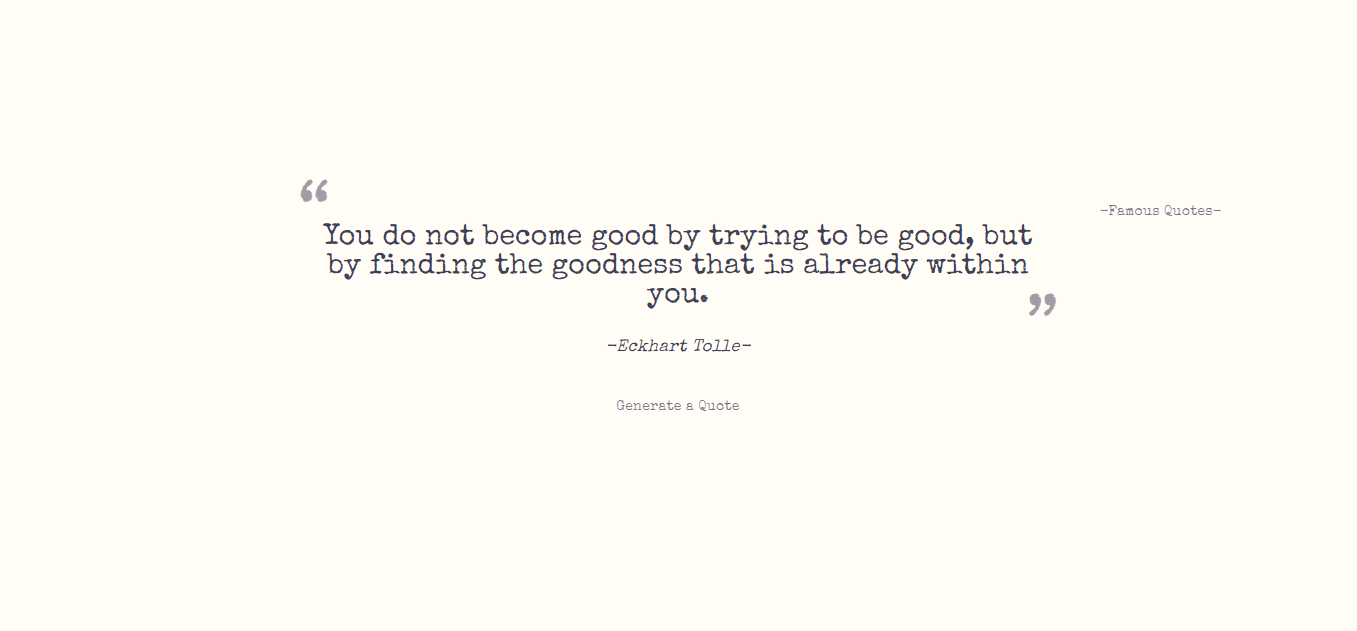 “
-Famous Quotes-
You do not become good by trying to be good, but
by finding the goodness that is already within
you.
”
-Eckhart Tolle-
Generate a Quote